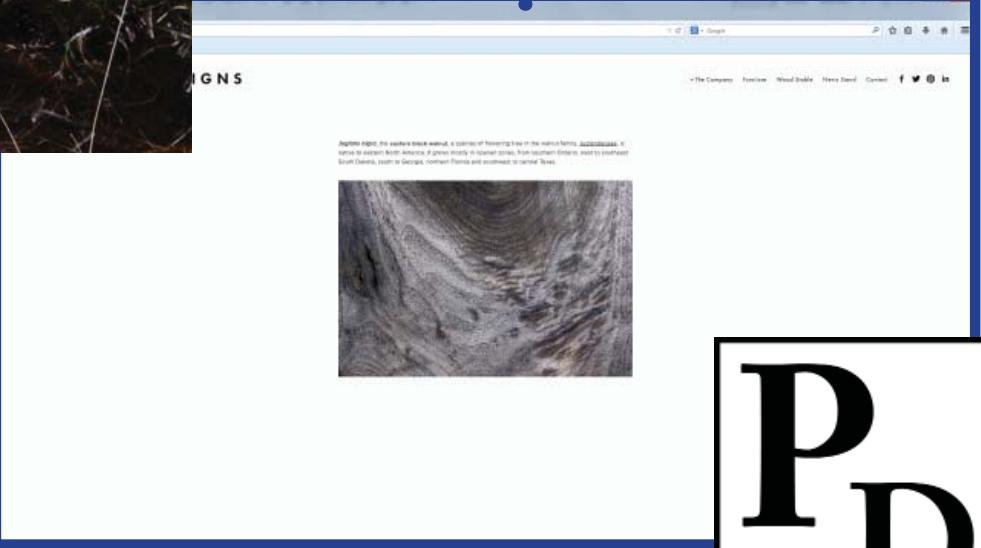 Google
IGNS
The Company Furniture Wood Stable News Stand Contact
Juglans nigra, the eastern black walnut, a species of flowering tree in the walnut family, Juglandaceae, is
native to eastern North America. It grows mostly in riparian zones, from southern Ontario, west to southeast
South Dakota, south to Georgia, northern Florida and southwest to central Texas.
P
D